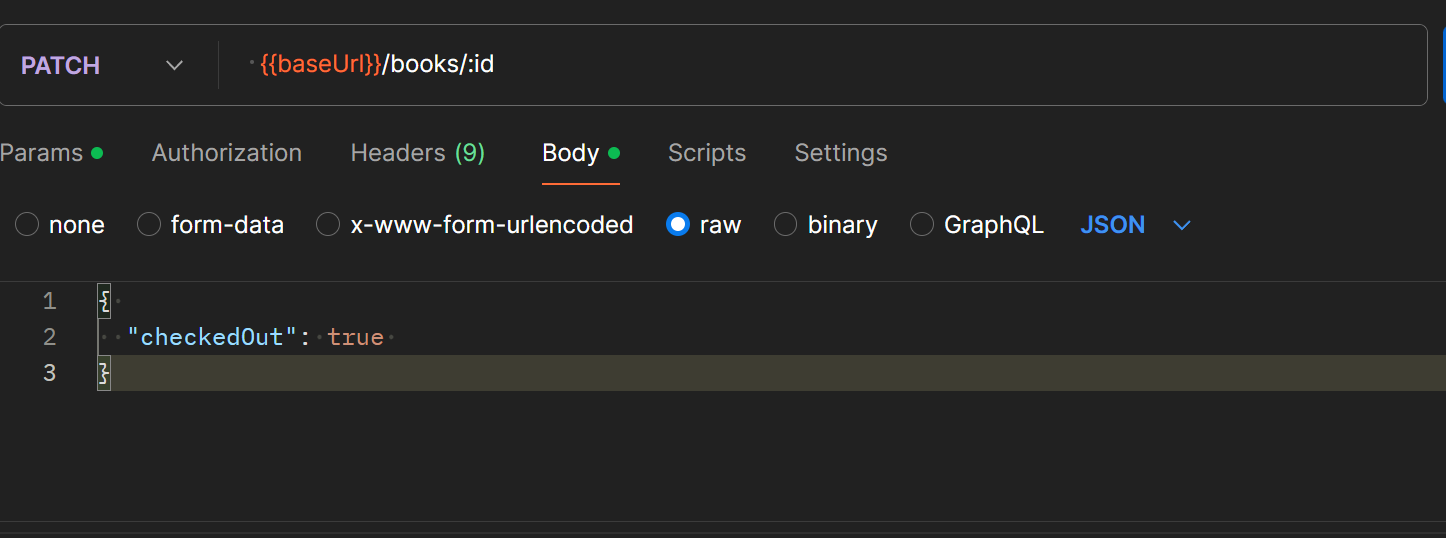 PATCH {{baseUrl}}/books/:id
Params Authorization Headers (9) Body Scripts Settings
none form-data x-www-form-urlencoded raw binary GraphQL JSON
1 {
2 "checkedOut": true
3 }